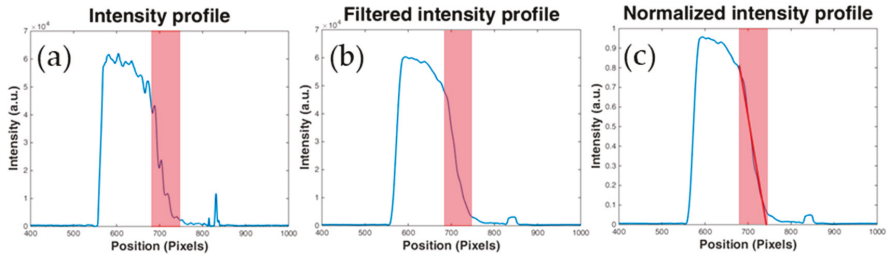 Intensity profile
× 10⁴
(a)
7
6
5
4
3
2
1
0
Intensity (a.u.)
400 500 600 700 800 900 1000
Position (Pixels)
Filtered intensity profile
× 10⁴
(b)
7
6
5
4
3
2
1
0
Intensity (a.u.)
400 500 600 700 800 900 1000
Position (Pixels)
Normalized intensity profile
(c)
1
0.9
0.8
0.7
0.6
0.5
0.4
0.3
0.2
0.1
0
Intensity (a.u.)
400 500 600 700 800 900 1000
Position (Pixels)